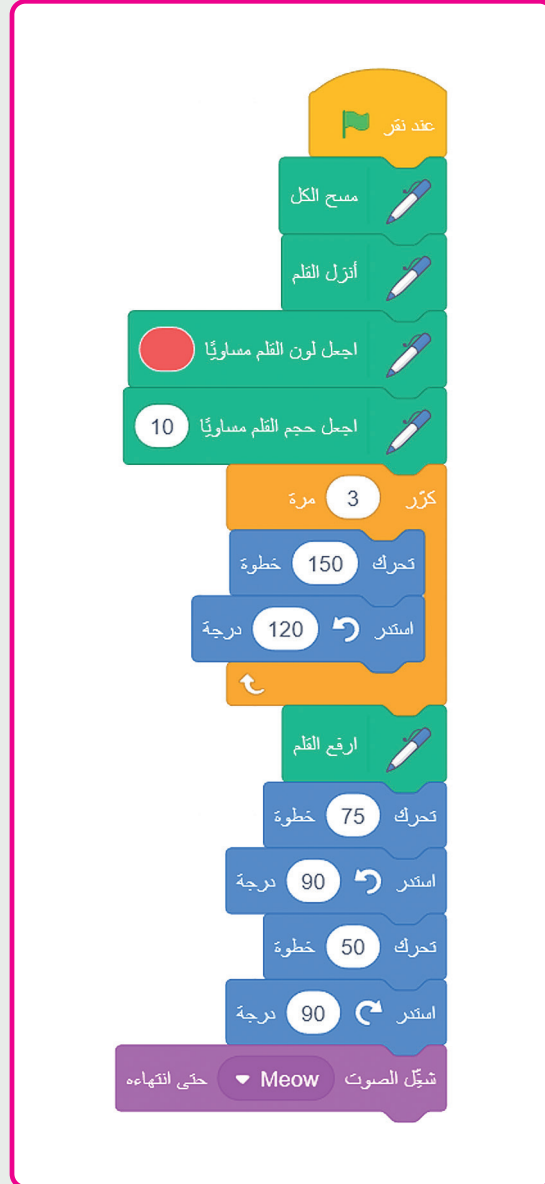 عند نقر
مسح الكل
أنزل القلم
اجعل لون القلم مساويًا
اجعل حجم القلم مساويًا 10
كرّر 3 مرة
تحرك 150 خطوة
استدر 120 درجة
ارفع القلم
تحرك 75 خطوة
استدر 90 درجة
تحرك 50 خطوة
استدر 90 درجة
شغّل الصوت Meow حتى انتهاءه